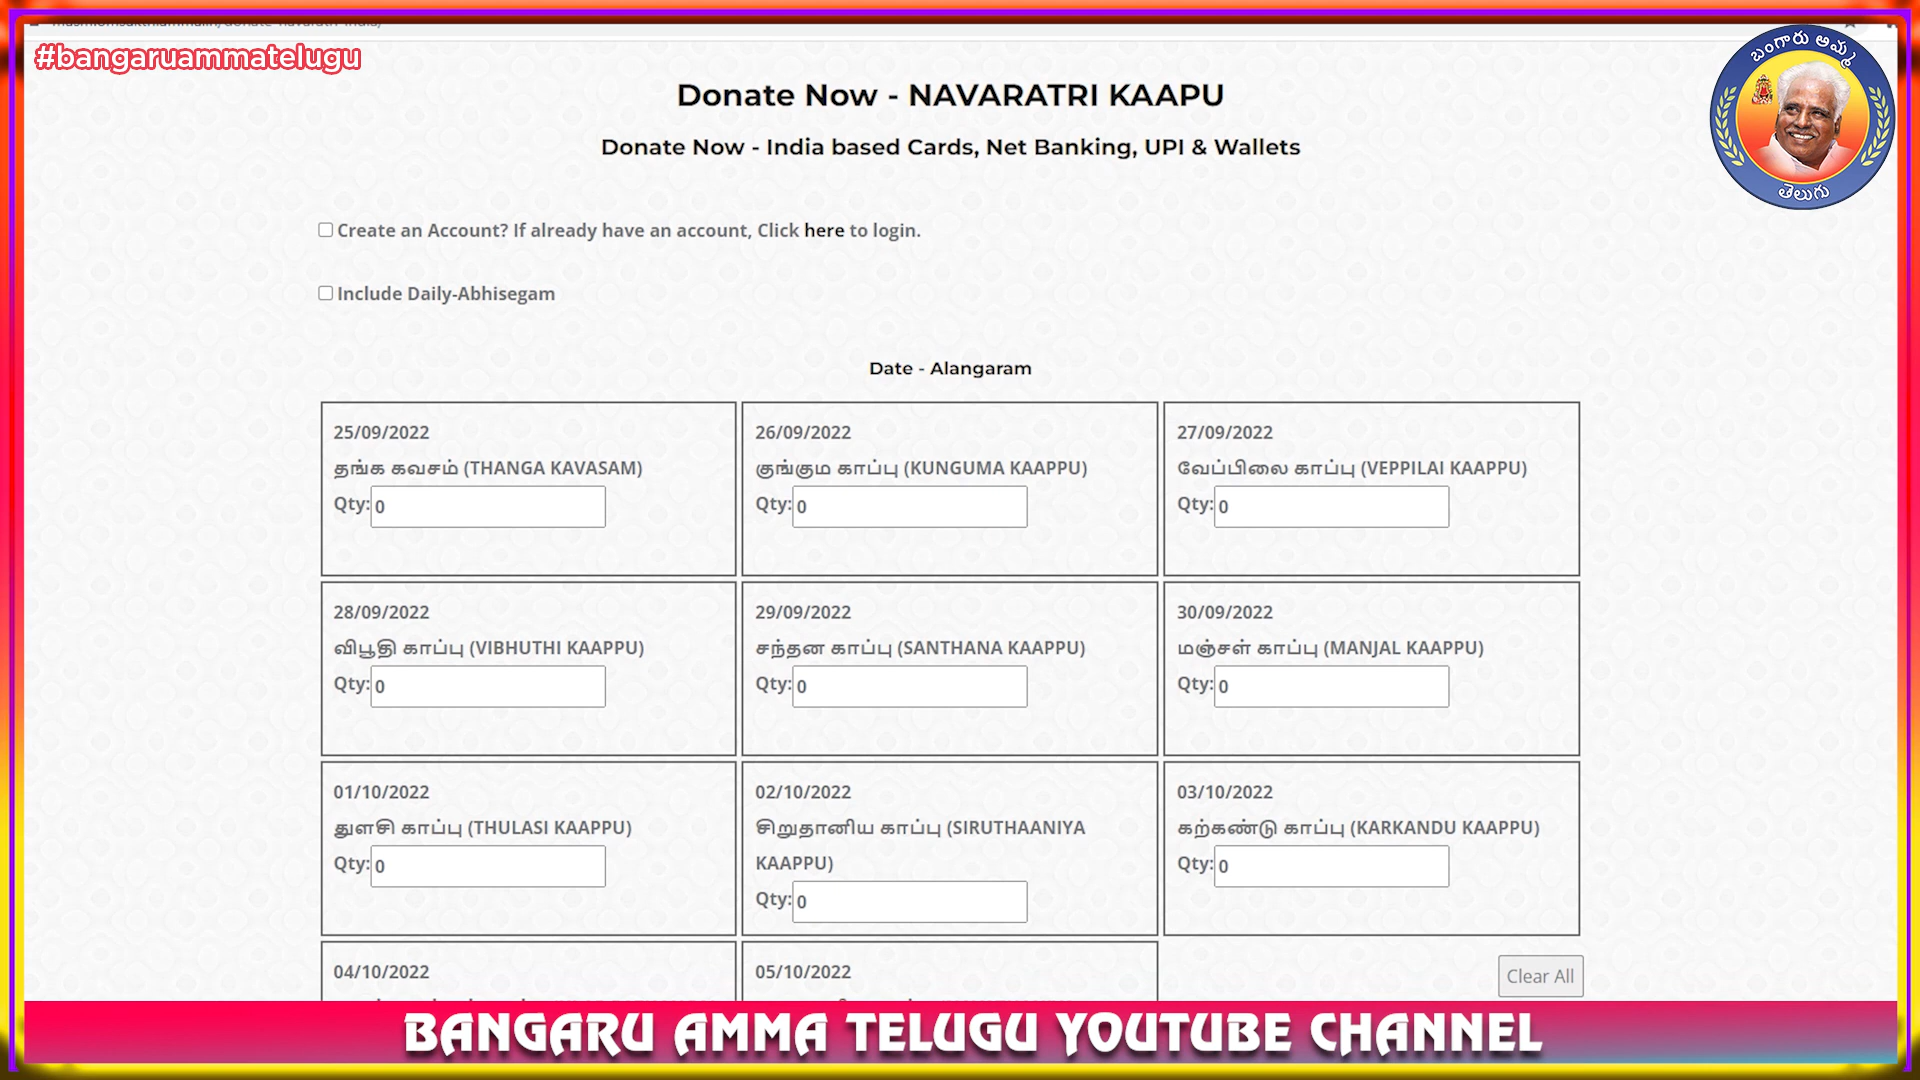 #bangaruammatelugu
బంగారు అమ్మ
తెలుగు
Donate Now - NAVARATRI KAAPU
Donate Now - India based Cards, Net Banking, UPI & Wallets
Create an Account? If already have an account, Click here to login.
Include Daily-Abhisegam
Date - Alangaram
25/09/2022
தங்க கவசம் (THANGA KAVASAM)
Qty: 0
26/09/2022
குங்கும காப்பு (KUNGUMA KAAPPU)
Qty: 0
27/09/2022
வேப்பிலை காப்பு (VEPPILAI KAAPPU)
Qty: 0
28/09/2022
விபூதி காப்பு (VIBHUTHI KAAPPU)
Qty: 0
29/09/2022
சந்தன காப்பு (SANTHANA KAAPPU)
Qty: 0
30/09/2022
மஞ்சள் காப்பு (MANJAL KAAPPU)
Qty: 0
01/10/2022
துளசி காப்பு (THULASI KAAPPU)
Qty: 0
02/10/2022
சிறுதானிய காப்பு (SIRUTHAANIYA
KAAPPU)
Qty: 0
03/10/2022
கற்கண்டு காப்பு (KARKANDU KAAPPU)
Qty: 0
04/10/2022
05/10/2022
Clear All
BANGARU AMMA TELUGU YOUTUBE CHANNEL